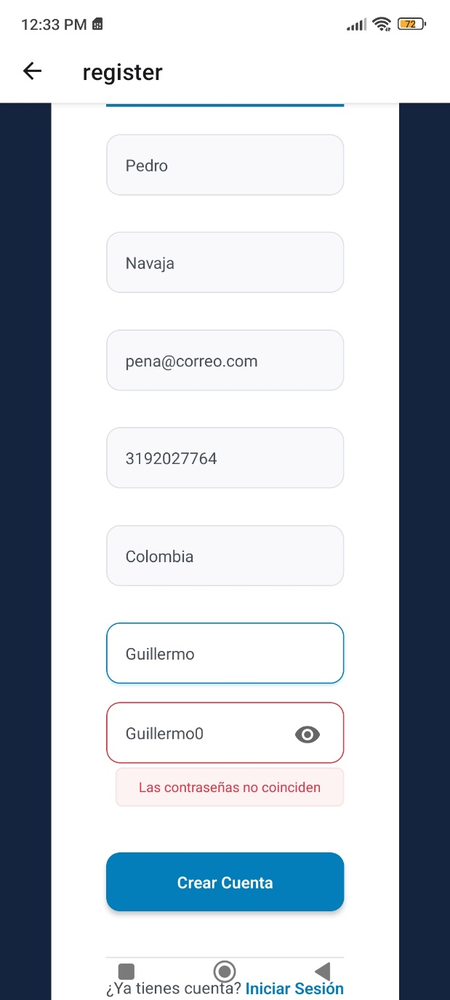 12:33 PM
72
register
Pedro
Navaja
pena@correo.com
3192027764
Colombia
Guillermo
Guillermo0
Las contraseñas no coinciden
Crear Cuenta
¿Ya tienes cuenta? Iniciar Sesión